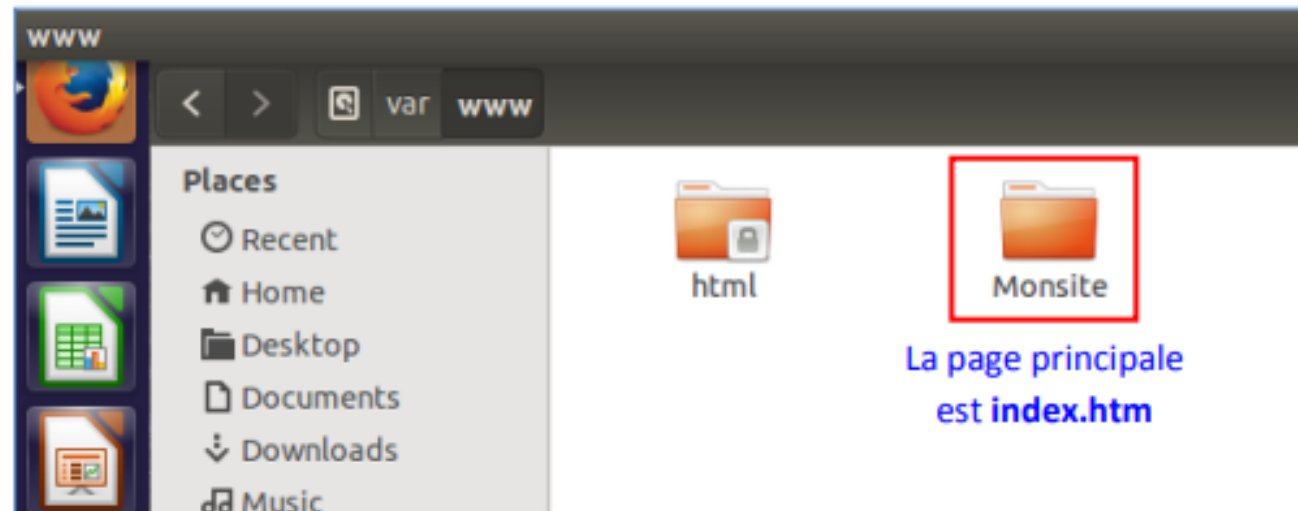 www
var www
Places
Recent
Home
Desktop
Documents
Downloads
Music
html
Monsite
La page principale
est index.htm